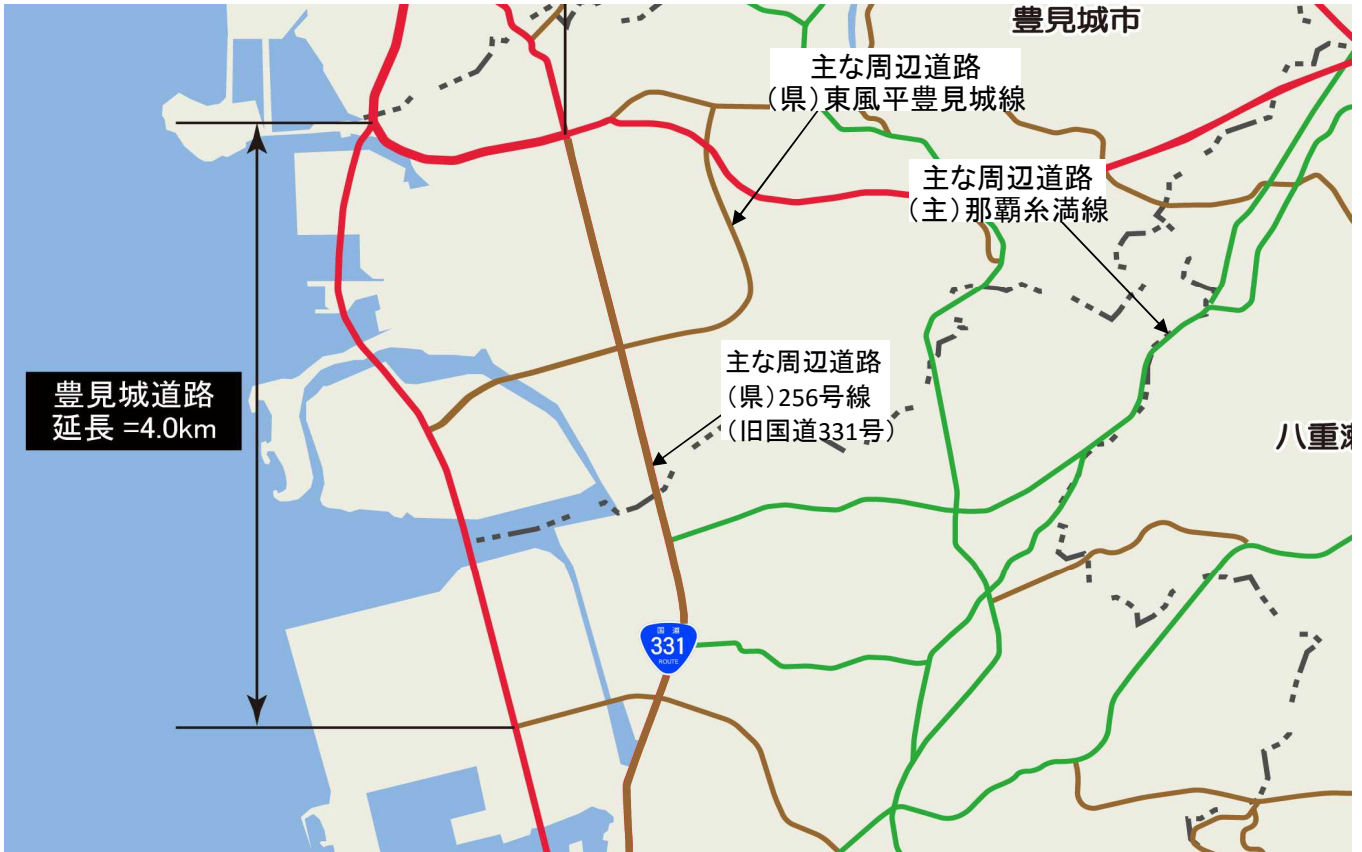 豊見城市
主な周辺道路
(県)東風平豊見城線
主な周辺道路
(主)那覇糸満線
主な周辺道路
(県)256号線
(旧国道331号)
豊見城道路
延長 =4.0km
八重瀬
国道
331
ROUTE